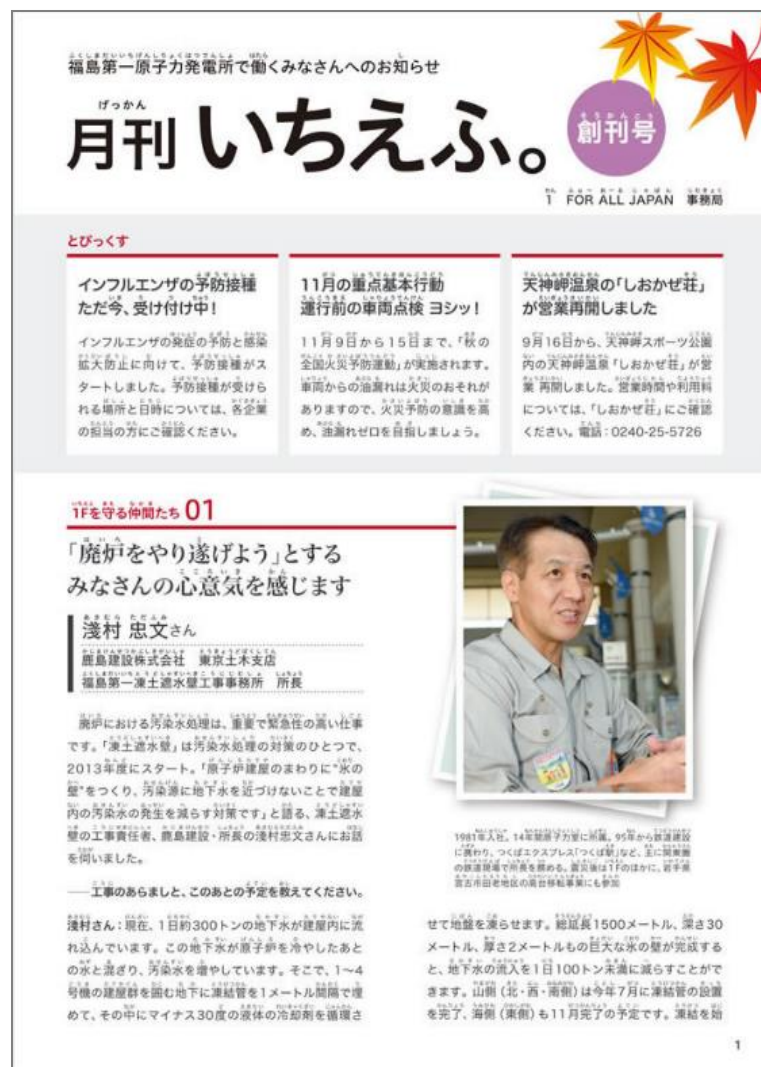 福島第一原子力発電所で働くみなさんへのお知らせ
月刊 いちえふ。
創刊号
1 FOR ALL JAPAN 事務局
とぴっくす
インフルエンザの予防接種
ただ今、受け付け中！
インフルエンザの発症の予防と感染
拡大防止に向けて、予防接種がス
タートしました。予防接種が受けら
れる場所と日時については、各企業
の担当の方にご確認ください。
11月の重点基本行動
運行前の車両点検 ヨシッ！
11月9日から15日まで、「秋の
全国火災予防運動」が実施されます。
車両からの油漏れは火災のおそれが
ありますので、火災予防の意識を高
め、油漏れゼロを目指しましょう。
天神岬温泉の「しおかぜ荘」
が営業再開しました
9月16日から、天神岬スポーツ公園
内の天神岬温泉「しおかぜ荘」が営
業 再開しました。営業時間や利用料
については、「しおかぜ荘」にご確認
ください。電話：0240-25-5726
1Fを守る仲間たち 01
「廃炉をやり遂げよう」とする
みなさんの心意気を感じます
淺村 忠文さん
鹿島建設株式会社 東京土木支店
福島第一凍土遮水壁工事事務所 所長
廃炉における汚染水処理は、重要で緊急性の高い仕事
です。「凍土遮水壁」は汚染水処理の対策のひとつで、
2013年度にスタート。「原子炉建屋のまわりに“氷の
壁”をつくり、汚染源に地下水を近づけないことで建屋
内の汚染水の発生を減らす対策です」と語る、凍土遮水
壁の工事責任者、鹿島建設・所長の淺村忠文さんにお話
を伺いました。
――工事のあらましと、このあとの予定を教えてください。
淺村さん：現在、1日約300トンの地下水が建屋内に流
れ込んでいます。この地下水が原子炉を冷やしたあと
の水と混ざり、汚染水を増やしています。そこで、1～4
号機の建屋群を囲む地下に凍結管を1メートル間隔で埋
めて、その中にマイナス30度の液体の冷却剤を循環さ
1981年入社。14年間原子力室に所属。95年から鉄道建設
に携わり、つくばエクスプレス「つくば駅」など、主に関東圏
の鉄道現場で所長を務める。震災後は1Fのほかに、岩手県
宮古市田老地区の高台移転事業にも参加
せて地盤を凍らせます。総延長1500メートル、深さ30
メートル、厚さ2メートルもの巨大な氷の壁が完成する
と、地下水の流入を1日100トン未満に減らすことがで
きます。山側（北・西・南側）は今年7月に凍結管の設置
を完了、海側（東側）も11月完了の予定です。凍結を始
1